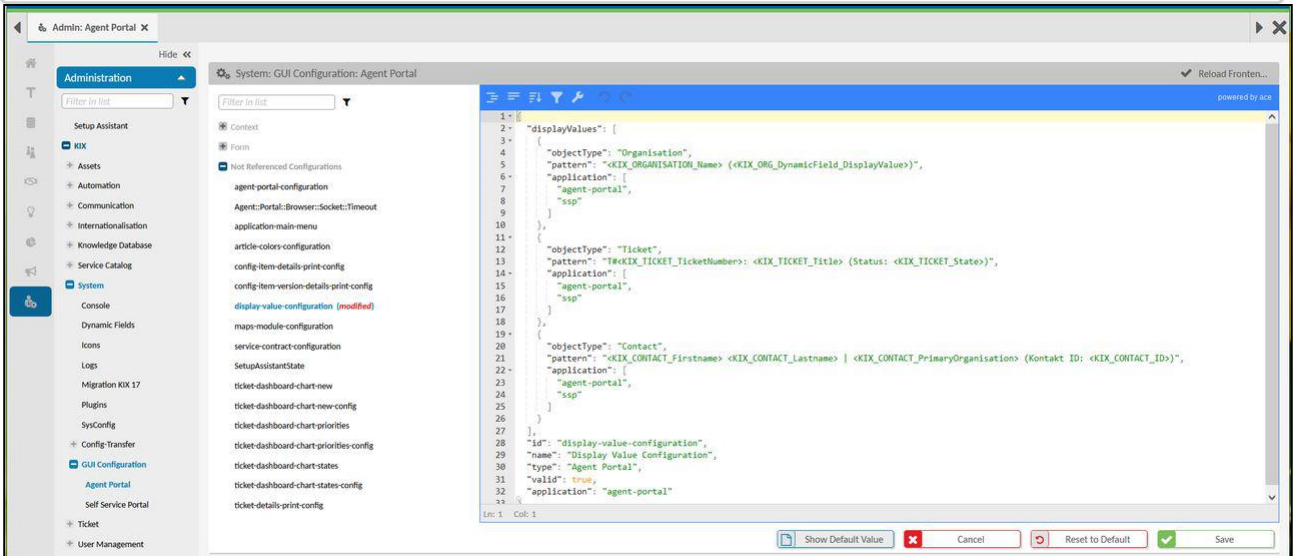 Admin: Agent Portal
Hide
Administration
Filter in list
Setup Assistant
KIX
Assets
Automation
Communication
Internationalisation
Knowledge Database
Service Catalog
System
Console
Dynamic Fields
Icons
Logs
Migration KIX 17
Plugins
SysConfig
Config-Transfer
GUI Configuration
Agent Portal
Self Service Portal
Ticket
User Management
System: GUI Configuration: Agent Portal
Reload Fronten...
Filter in list
Context
Form
Not Referenced Configurations
agent-portal-configuration
Agent::Portal::Browser::Socket::Timeout
application-main-menu
article-colors-configuration
config-item-details-print-config
config-item-version-details-print-config
display-value-configuration (modified)
maps-module-configuration
service-contract-configuration
SetupAssistantState
ticket-dashboard-chart-new
ticket-dashboard-chart-new-config
ticket-dashboard-chart-priorities
ticket-dashboard-chart-priorities-config
ticket-dashboard-chart-states
ticket-dashboard-chart-states-config
ticket-details-print-config
powered by ace
1 {
2 "displayValues": [
3 {
4 "objectType": "Organisation",
5 "pattern": "<KIX_ORGANISATION_Name> (<KIX_ORG_DynamicField_DisplayValue>)",
6 "application": [
7 "agent-portal",
8 "ssp"
9 ]
10 },
11 {
12 "objectType": "Ticket",
13 "pattern": "T#<KIX_TICKET_TicketNumber>: <KIX_TICKET_Title> (Status: <KIX_TICKET_State>)",
14 "application": [
15 "agent-portal",
16 "ssp"
17 ]
18 },
19 {
20 "objectType": "Contact",
21 "pattern": "<KIX_CONTACT_Firstname> <KIX_CONTACT_Lastname> | <KIX_CONTACT_PrimaryOrganisation> (Kontakt ID: <KIX_CONTACT_ID>)",
22 "application": [
23 "agent-portal",
24 "ssp"
25 ]
26 }
27 ],
28 "id": "display-value-configuration",
29 "name": "Display Value Configuration",
30 "type": "Agent Portal",
31 "valid": true,
32 "application": "agent-portal"
33 }
Ln: 1 Col: 1
Show Default Value
Cancel
Reset to Default
Save